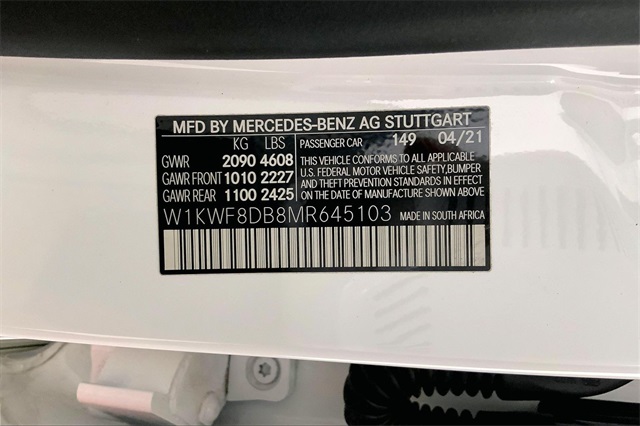 MFD BY MERCEDES-BENZ AG STUTTGART
KG LBS PASSENGER CAR 149 04/21
GVWR 2090 4608 THIS VEHICLE CONFORMS TO ALL APPLICABLE
GAWR FRONT 1010 2227 U.S. FEDERAL MOTOR VEHICLE SAFETY, BUMPER
GAWR REAR 1100 2425 AND THEFT PREVENTION STANDARDS IN EFFECT
ON THE DATE OF MANUFACTURE SHOWN ABOVE.
W1KWF8DB8MR645103 MADE IN SOUTH AFRICA